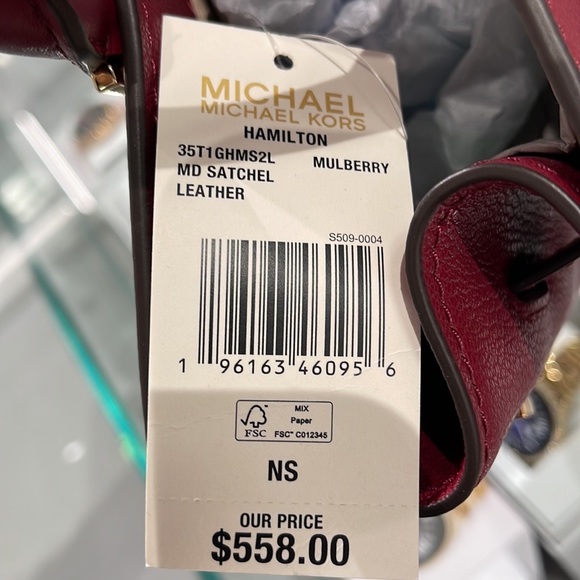 MICHAEL
MICHAEL KORS
HAMILTON
35T1GHMS2L MULBERRY
MD SATCHEL
LEATHER
S509-0004
1 96163 46095 6
FSC
MIX
Paper
FSC™ C012345
NS
OUR PRICE
$558.00